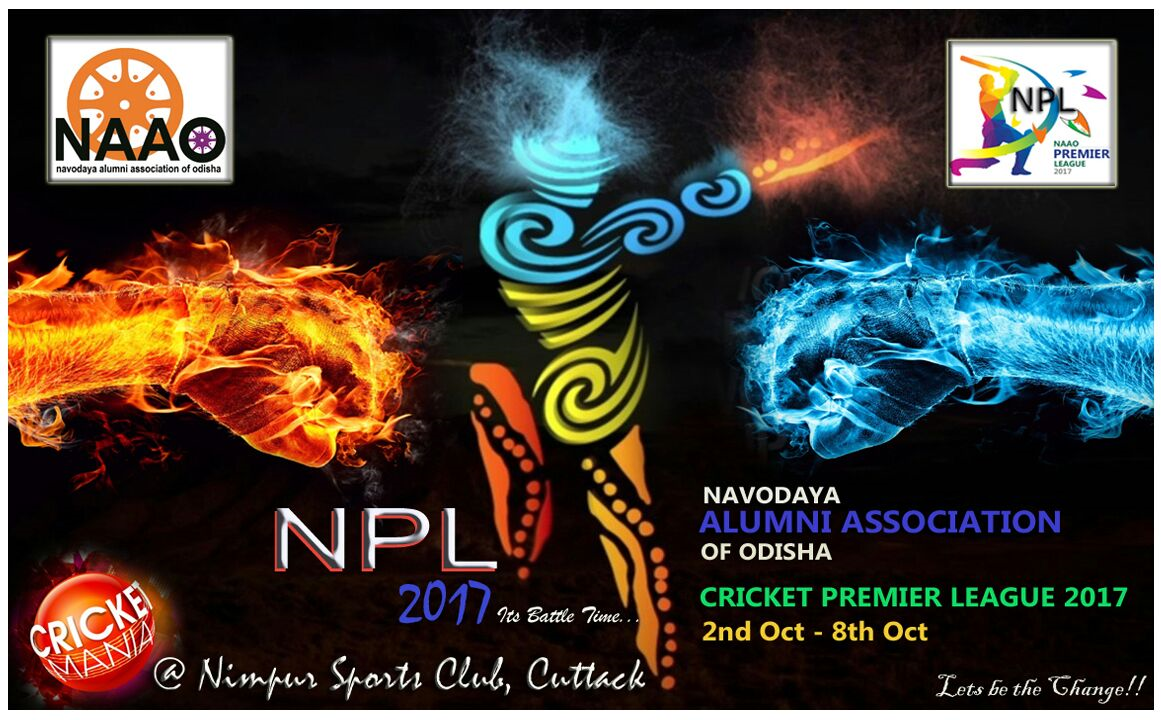 NAAO
navodaya alumni association of odisha
NPL
NAAO
PREMIER
LEAGUE
2017
NPL
2017 Its Battle Time...
NAVODAYA
ALUMNI ASSOCIATION
OF ODISHA
CRICKET PREMIER LEAGUE 2017
2nd Oct - 8th Oct
CRICKET
MANIA
@ Nimpur Sports Club, Cuttack
Lets be the Change!!